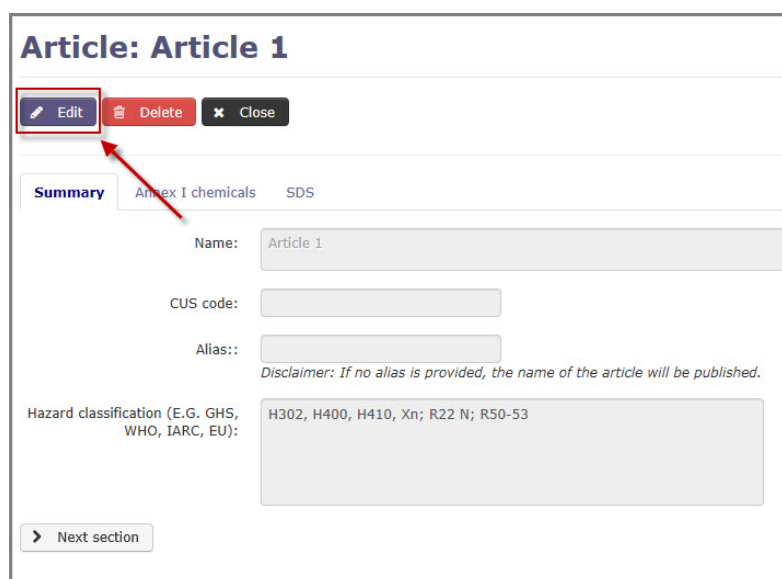 Article: Article 1
Edit Delete Close
Summary Annex I chemicals SDS
Name: Article 1
CUS code:
Alias::
Disclaimer: If no alias is provided, the name of the article will be published.
Hazard classification (E.G. GHS, H302, H400, H410, Xn; R22 N; R50-53
WHO, IARC, EU):
Next section